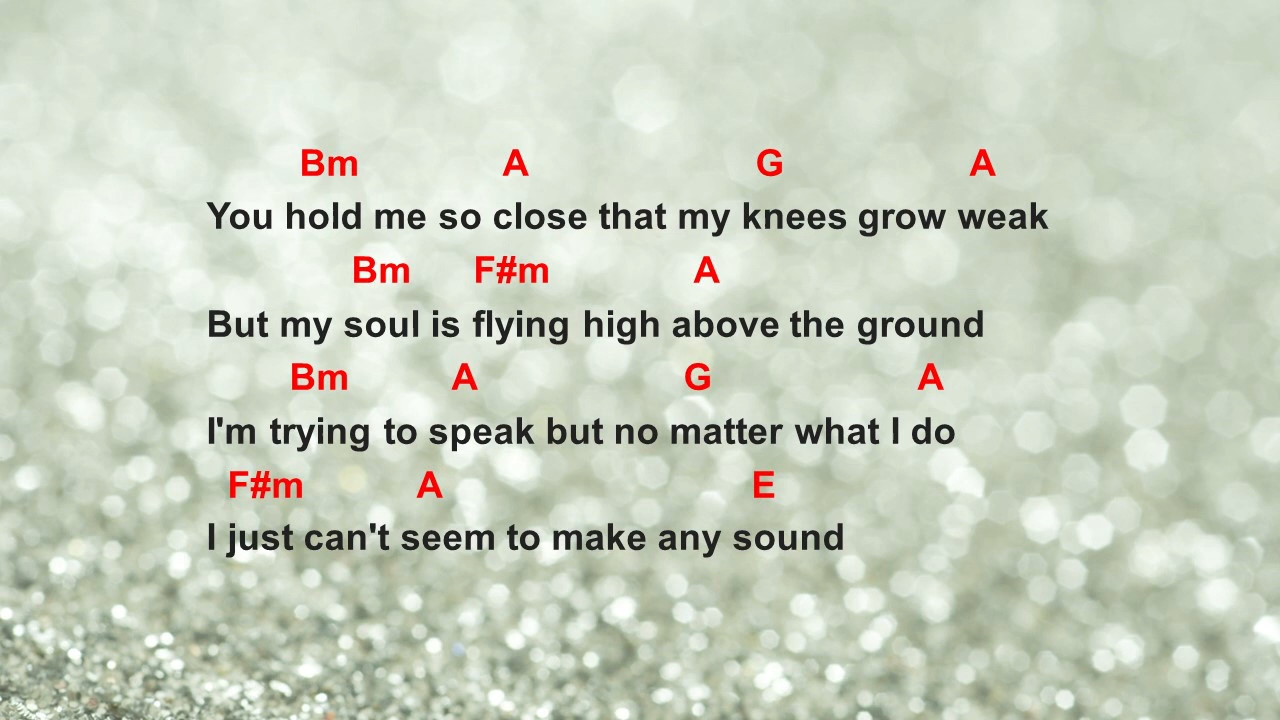 Bm A G A
You hold me so close that my knees grow weak
Bm F#m A
But my soul is flying high above the ground
Bm A G A
I'm trying to speak but no matter what I do
F#m A E
I just can't seem to make any sound